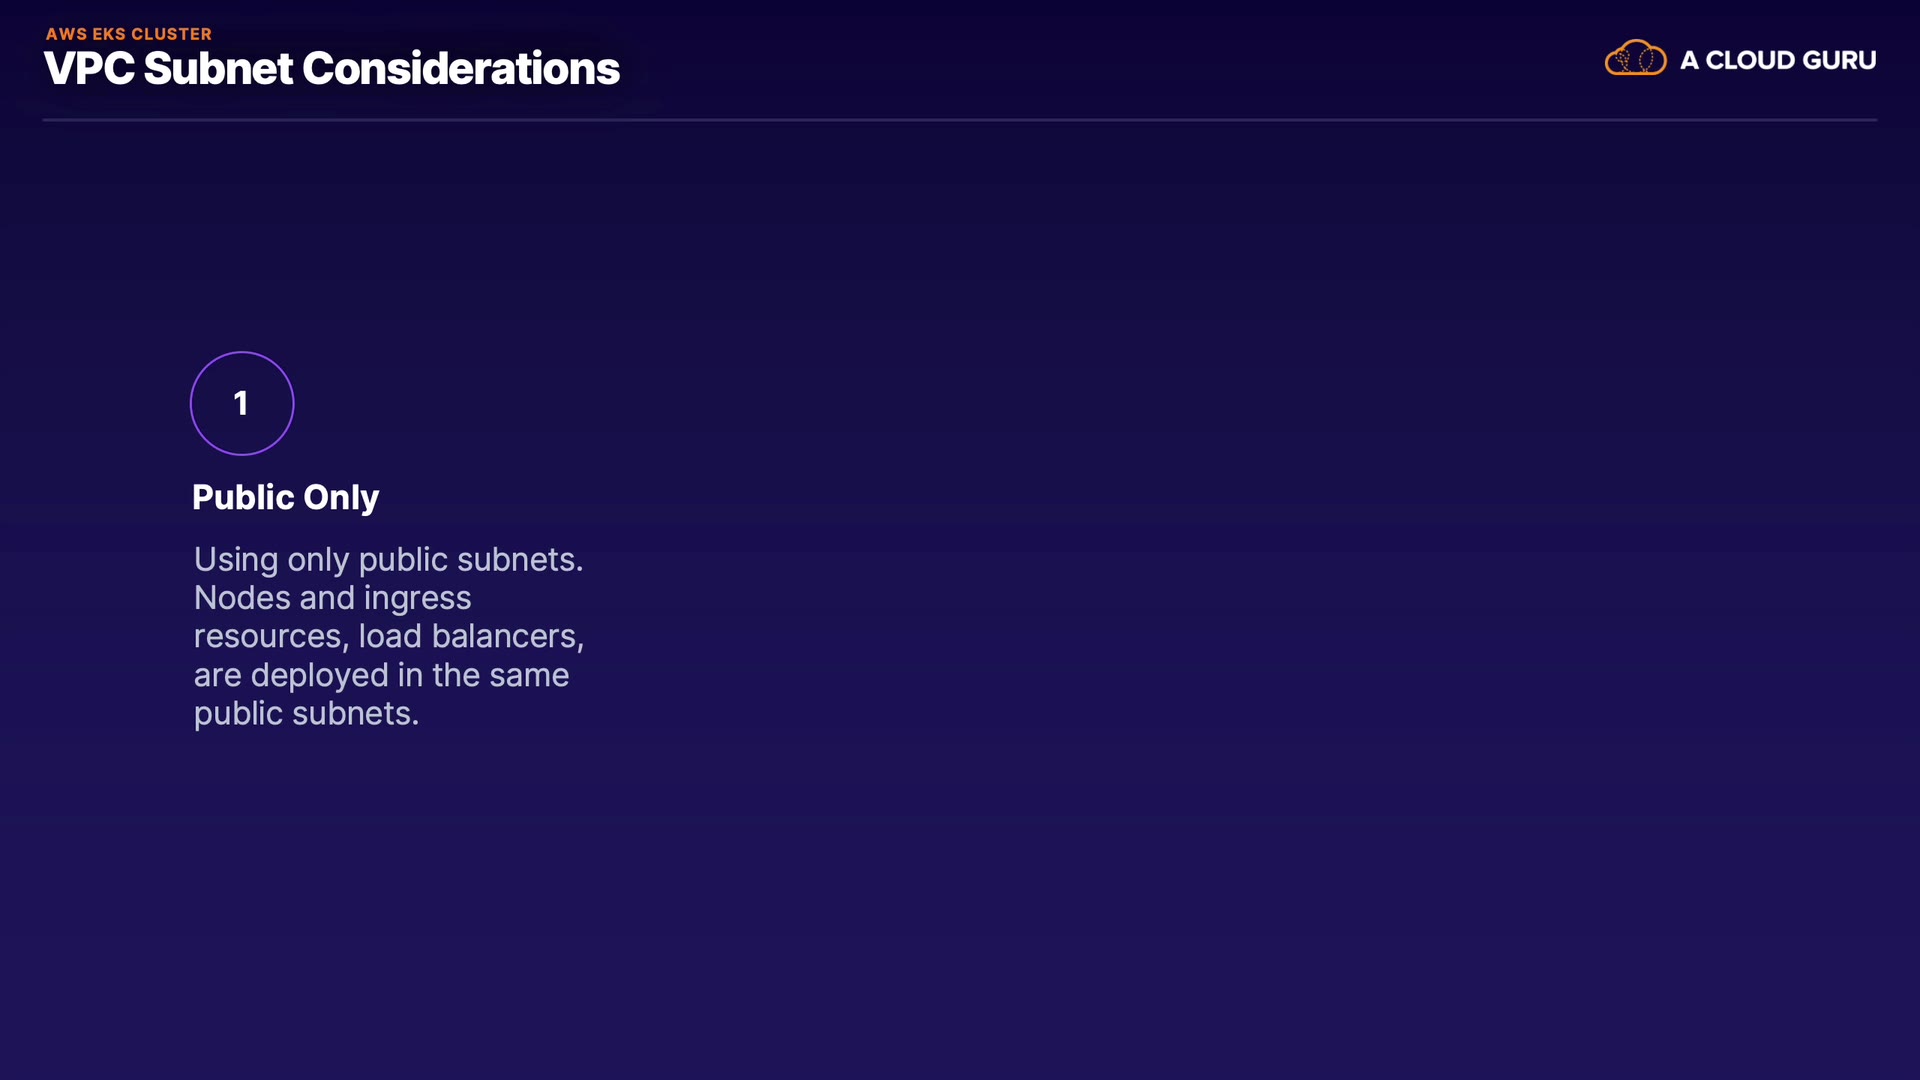 AWS EKS CLUSTER
VPC Subnet Considerations
A CLOUD GURU
1
Public Only
Using only public subnets.
Nodes and ingress
resources, load balancers,
are deployed in the same
public subnets.